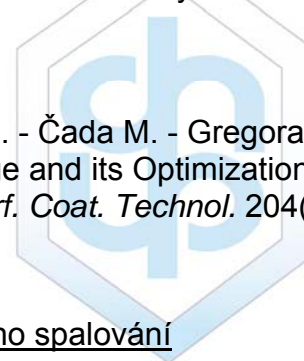 . - Čada M. - Gregora
e and its Optimization
rf. Coat. Technol. 204(
no spalování